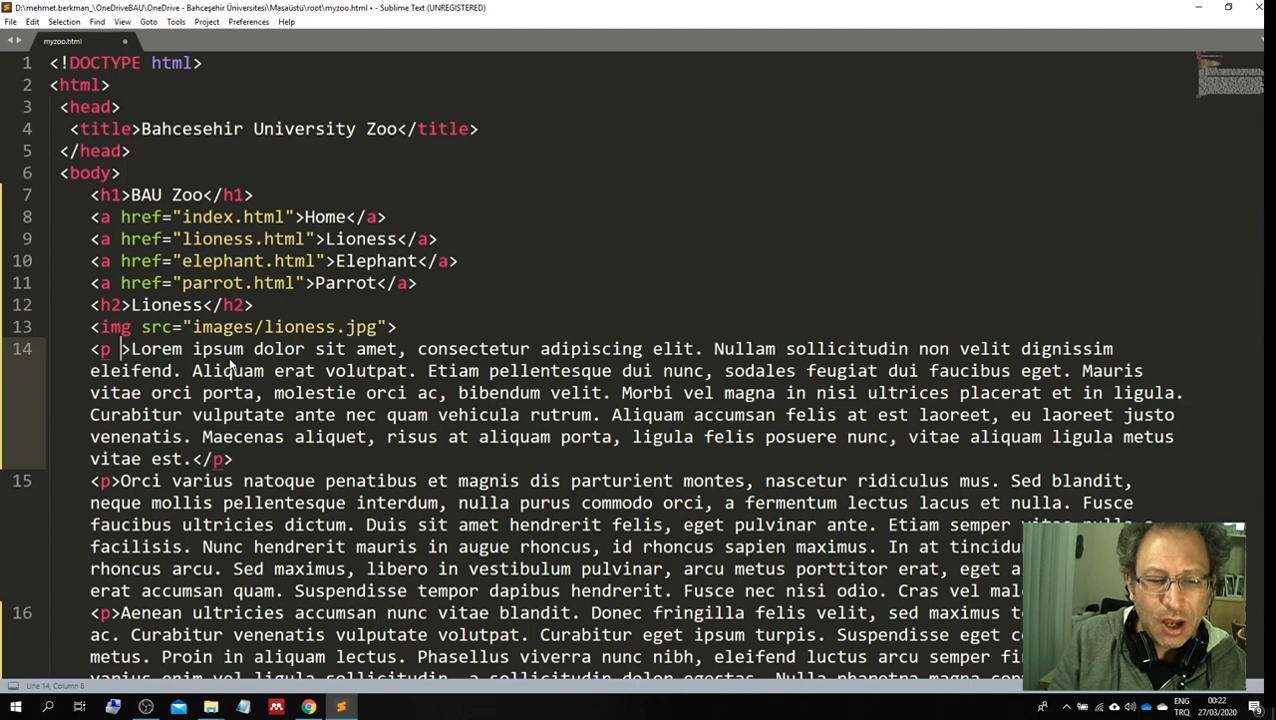 D:\mehmet.berkman_\OneDriveBAU\OneDrive - Bahçeşehir Üniversitesi\Masaüstü\root\myzoo.html • - Sublime Text (UNREGISTERED)
File Edit Selection Find View Goto Tools Project Preferences Help
myzoo.html
1 <!DOCTYPE html>
2 <html>
3 <head>
4 <title>Bahcesehir University Zoo</title>
5 </head>
6 <body>
7 <h1>BAU Zoo</h1>
8 <a href="index.html">Home</a>
9 <a href="lioness.html">Lioness</a>
10 <a href="elephant.html">Elephant</a>
11 <a href="parrot.html">Parrot</a>
12 <h2>Lioness</h2>
13 <img src="images/lioness.jpg">
14 <p >Lorem ipsum dolor sit amet, consectetur adipiscing elit. Nullam sollicitudin non velit dignissim
eleifend. Aliquam erat volutpat. Etiam pellentesque dui nunc, sodales feugiat dui faucibus eget. Mauris
vitae orci porta, molestie orci ac, bibendum velit. Morbi vel magna in nisi ultrices placerat et in ligula.
Curabitur vulputate ante nec quam vehicula rutrum. Aliquam accumsan felis at est laoreet, eu laoreet justo
venenatis. Maecenas aliquet, risus at aliquam porta, ligula felis posuere nunc, vitae aliquam ligula metus
vitae est.</p>
15 <p>Orci varius natoque penatibus et magnis dis parturient montes, nascetur ridiculus mus. Sed blandit,
neque mollis pellentesque interdum, nulla purus commodo orci, a fermentum lectus lacus et nulla. Fusce
faucibus ultricies dictum. Duis sit amet hendrerit felis, eget pulvinar ante. Etiam semper
facilisis. Nunc hendrerit mauris in augue rhoncus, id rhoncus sapien maximus. In at
rhoncus arcu. Sed maximus, libero in vestibulum pulvinar, arcu metus porttitor erat, eget
erat accumsan quam. Suspendisse tempor dapibus hendrerit. Fusce nec nisi odio. Cras vel
16 <p>Aenean ultricies accumsan nunc vitae blandit. Donec fringilla felis velit, sed maximus
ac. Curabitur venenatis vulputate volutpat. Curabitur eget ipsum turpis. Suspendisse eget
metus. Proin in aliquam lectus. Phasellus viverra nunc nibh, eleifend luctus arcu semper
Line 14, Column 6
ENG 00:22
TRQ 27/03/2020